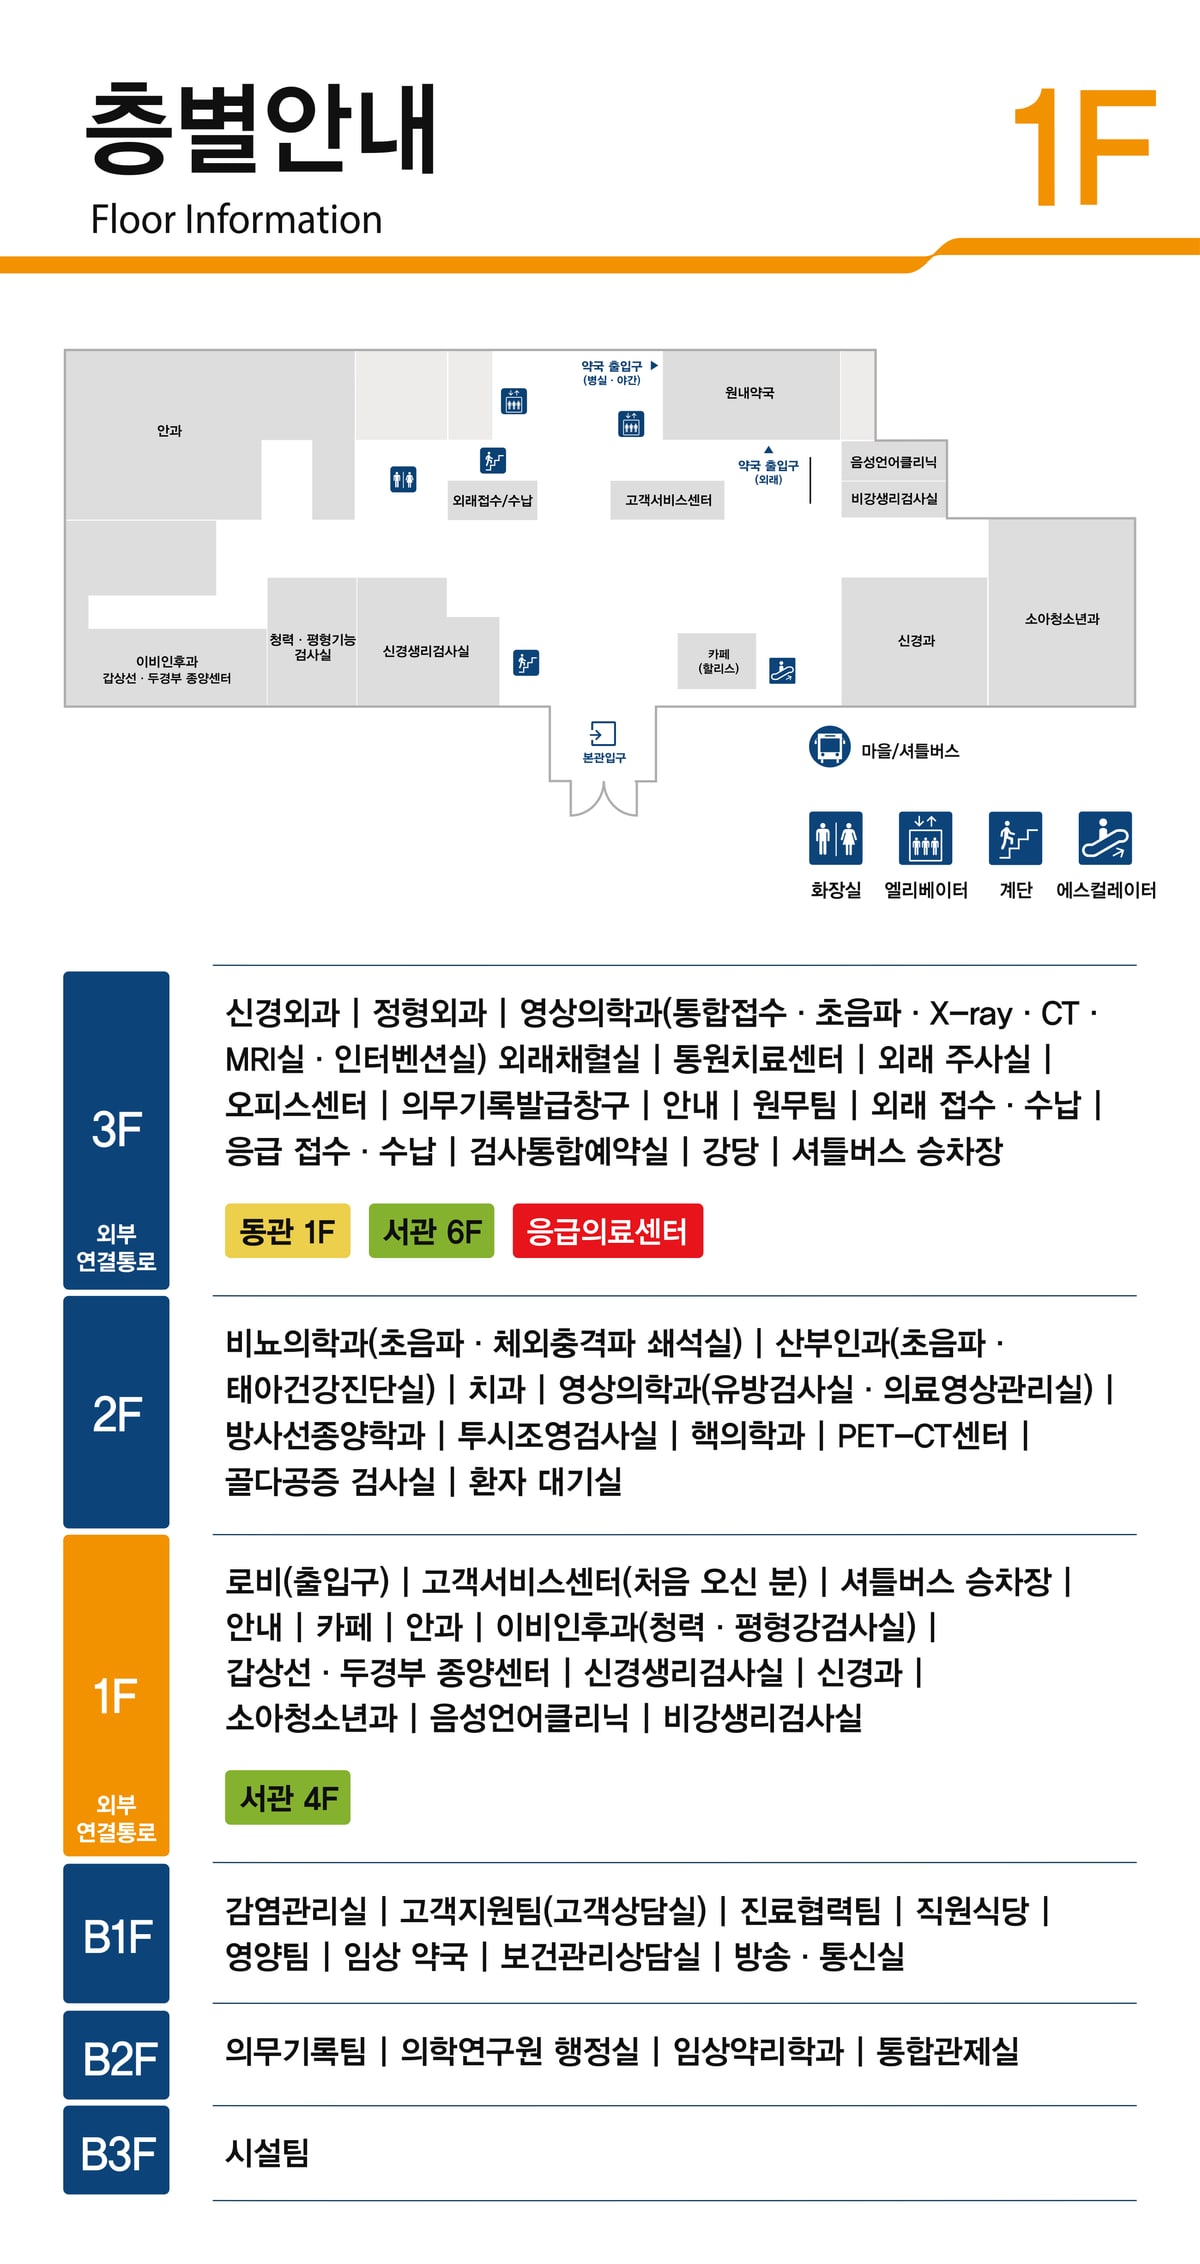 층별안내
1F
Floor Information
약국 출입구
(병실 · 야간)
원내약국
안과
음성언어클리닉
약국 출입구
(외래)
외래접수/수납
고객서비스센터
비강생리검사실
소아청소년과
청력 · 평형기능
검사실
신경생리검사실
신경과
이비인후과
갑상선 · 두경부 종양센터
카페
(할리스)
본관입구
마을/셔틀버스
화장실
엘리베이터
계단
에스컬레이터
3F
외부
연결통로
신경외과 | 정형외과 | 영상의학과(통합접수 · 초음파 · X-ray · CT ·
MRI실 · 인터벤션실) 외래채혈실 | 통원치료센터 | 외래 주사실 |
오피스센터 | 의무기록발급창구 | 안내 | 원무팀 | 외래 접수 · 수납 |
응급 접수 · 수납 | 검사통합예약실 | 강당 | 셔틀버스 승차장
동관 1F
서관 6F
응급의료센터
2F
비뇨의학과(초음파 · 체외충격파 쇄석실) | 산부인과(초음파 ·
태아건강진단실) | 치과 | 영상의학과(유방검사실 · 의료영상관리실) |
방사선종양학과 | 투시조영검사실 | 핵의학과 | PET-CT센터 |
골다공증 검사실 | 환자 대기실
1F
외부
연결통로
로비(출입구) | 고객서비스센터(처음 오신 분) | 셔틀버스 승차장 |
안내 | 카페 | 안과 | 이비인후과(청력 · 평형강검사실) |
갑상선 · 두경부 종양센터 | 신경생리검사실 | 신경과 |
소아청소년과 | 음성언어클리닉 | 비강생리검사실
서관 4F
B1F
감염관리실 | 고객지원팀(고객상담실) | 진료협력팀 | 직원식당 |
영양팀 | 임상 약국 | 보건관리상담실 | 방송 · 통신실
B2F
의무기록팀 | 의학연구원 행정실 | 임상약리학과 | 통합관제실
B3F
시설팀